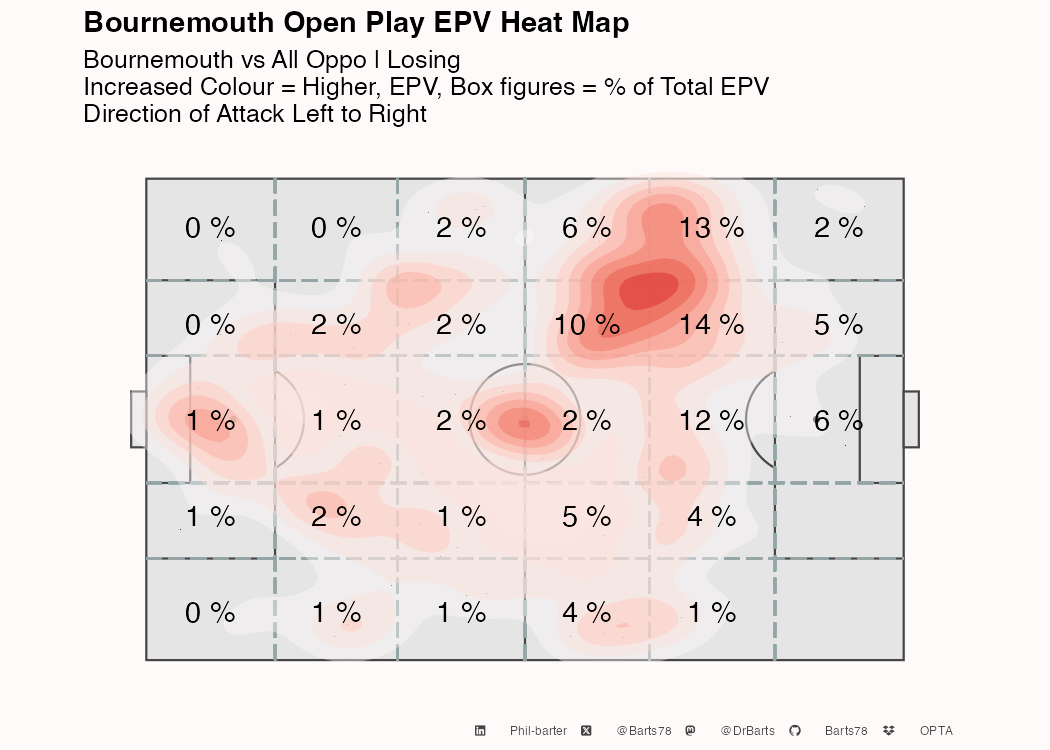 Bournemouth Open Play EPV Heat Map
Bournemouth vs All Oppo | Losing
Increased Colour = Higher, EPV, Box figures = % of Total EPV
Direction of Attack Left to Right
0 % 0 % 2 % 6 % 13 % 2 %
0 % 2 % 2 % 10 % 14 % 5 %
1 % 1 % 2 % 2 % 12 % 6 %
1 % 2 % 1 % 5 % 4 %
0 % 1 % 1 % 4 % 1 %
Phil-barter @Barts78 @DrBarts Barts78 OPTA